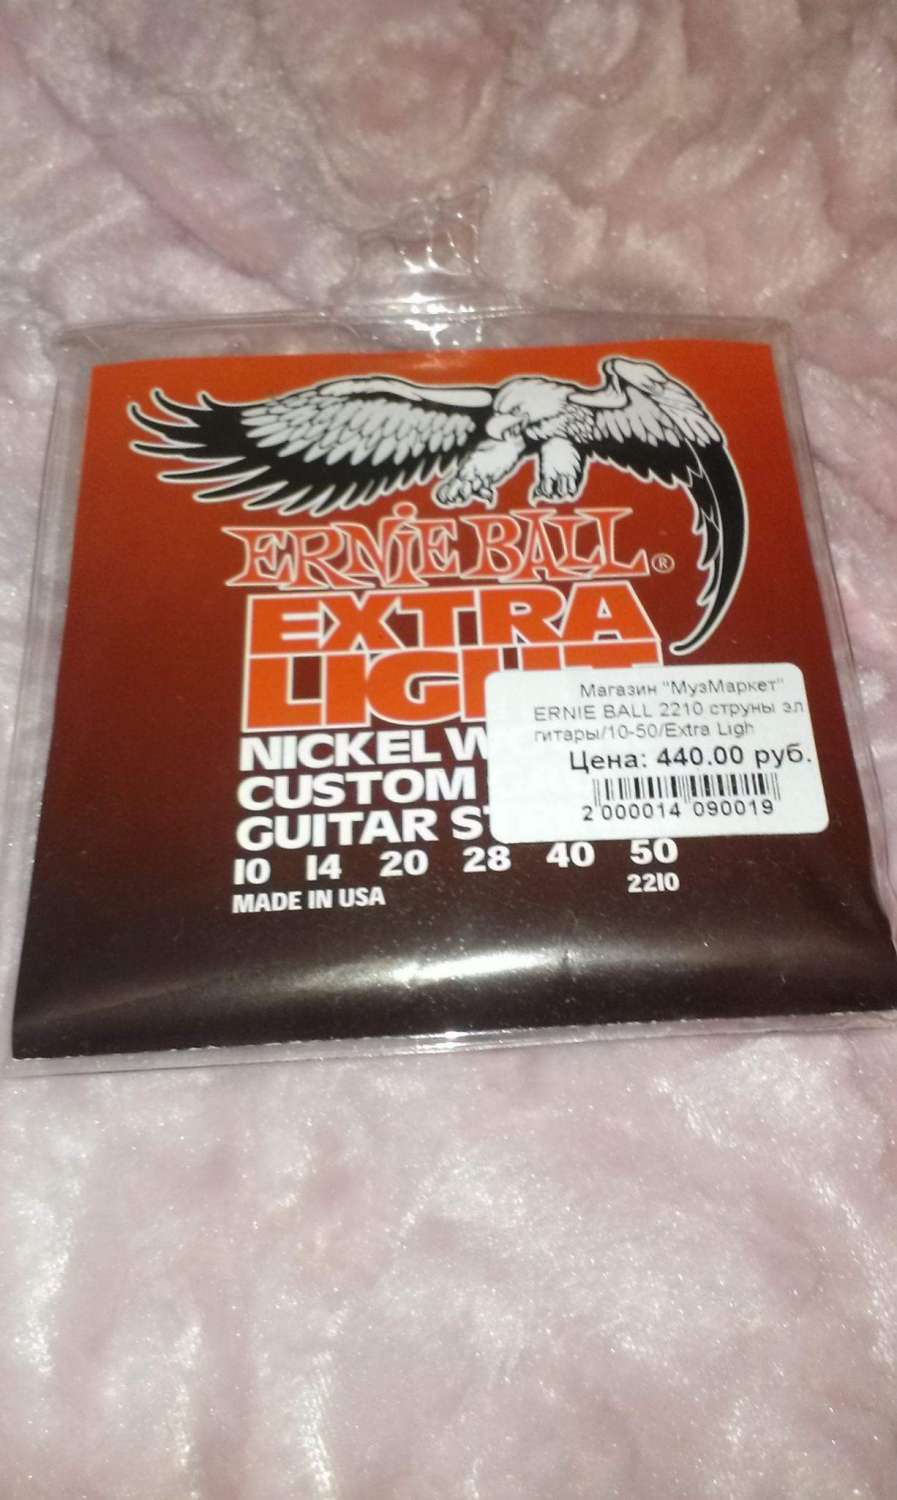 ERNIE BALL®
EXTRA
LIGHT
NICKEL W
CUSTOM
GUITAR ST
10 14 20 28 40 50
MADE IN USA
2210
Магазин "МузМаркет"
ERNIE BALL 2210 струны эл
гитары/10-50/Extra Ligh
Цена: 440.00 руб.
2 000014 090019